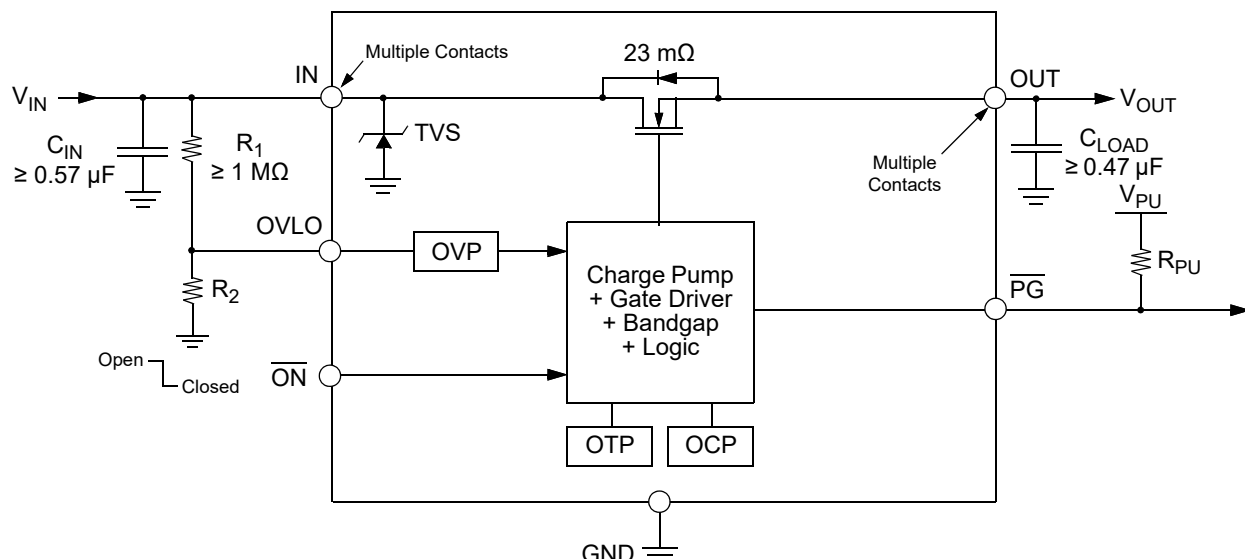 Multiple Contacts
23 mΩ
IN
OUT
V_IN
V_OUT
TVS
C_IN
≥ 0.57 µF
R_1
≥ 1 MΩ
Multiple
Contacts
C_LOAD
≥ 0.47 µF
V_PU
OVLO
OVP
R_PU
R_2
Charge Pump
+ Gate Driver
+ Bandgap
+ Logic
P̅G̅
Open
Closed
O̅N̅
OTP
OCP
GND